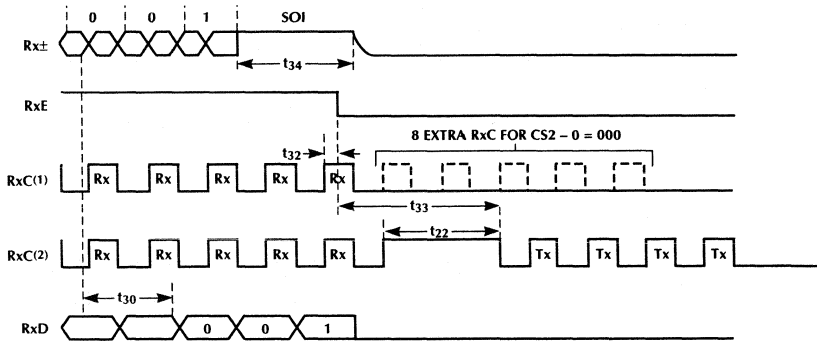 0 0 1 SOI
Rx±
t34
RxE
8 EXTRA RxC FOR CS2 – 0 = 000
t32
RxC(1) Rx Rx Rx Rx Rx
t33
t22
RxC(2) Rx Rx Rx Rx Rx Tx Tx Tx Tx
t30
RxD 0 0 1